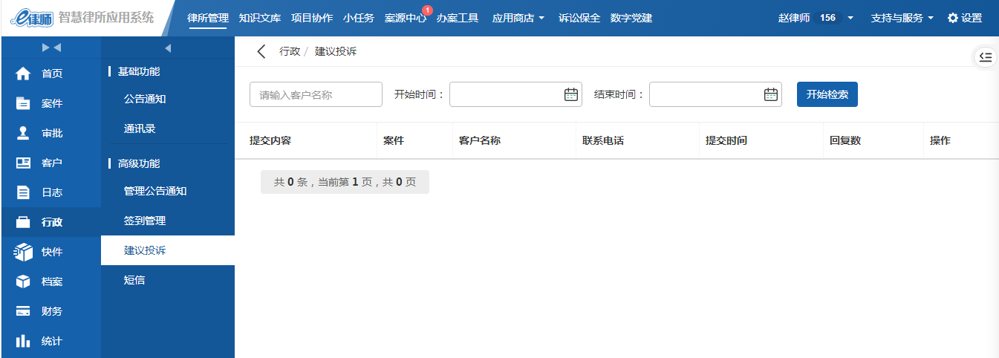 e律师 智慧律所应用系统 律所管理 知识文库 项目协作 小任务 案源中心 1 办案工具 应用商店 诉讼保全 数字党建 赵律师 156 支持与服务 设置
行政 / 建议投诉
首页
案件
审批
客户
日志
行政
快件
档案
财务
统计
基础功能
公告通知
通讯录
高级功能
管理公告通知
签到管理
建议投诉
短信
请输入客户名称 开始时间： 结束时间： 开始检索
提交内容 案件 客户名称 联系电话 提交时间 回复数 操作
共 0 条，当前第 1 页，共 0 页